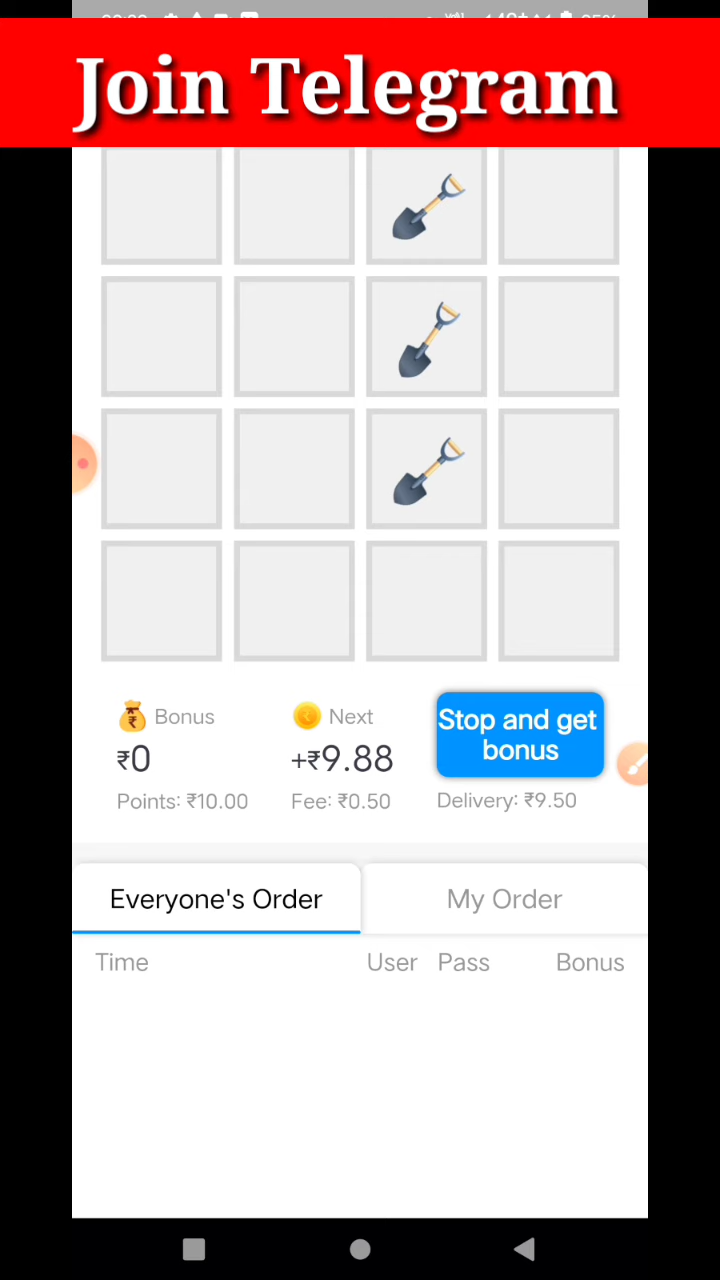 Join Telegram
Bonus
Next
Stop and get
bonus
₹0
+₹9.88
Points: ₹10.00
Fee: ₹0.50
Delivery: ₹9.50
Everyone's Order
My Order
Time
User
Pass
Bonus